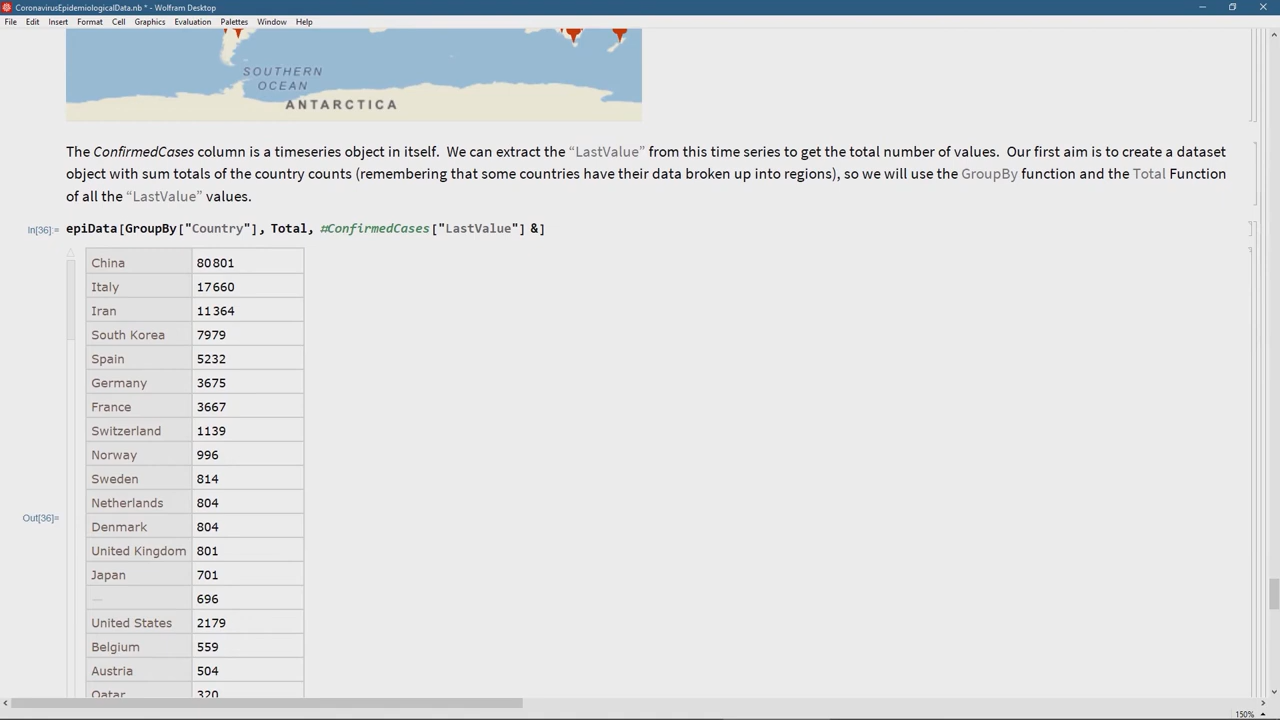 CoronavirusEpidemiologicalData.nb * - Wolfram Desktop
File Edit Insert Format Cell Graphics Evaluation Palettes Window Help
SOUTHERN
OCEAN
ANTARCTICA
The ConfirmedCases column is a timeseries object in itself.  We can extract the “LastValue” from this time series to get the total number of values.  Our first aim is to create a dataset
object with sum totals of the country counts (remembering that some countries have their data broken up into regions), so we will use the GroupBy function and the Total Function
of all the “LastValue” values.
In[36]:= epiData[GroupBy["Country"], Total, #ConfirmedCases["LastValue"] &]
China 80801
Italy 17660
Iran 11364
South Korea 7979
Spain 5232
Germany 3675
France 3667
Switzerland 1139
Norway 996
Sweden 814
Netherlands 804
Out[36]=
Denmark 804
United Kingdom 801
Japan 701
— 696
United States 2179
Belgium 559
Austria 504
Qatar 320
150%